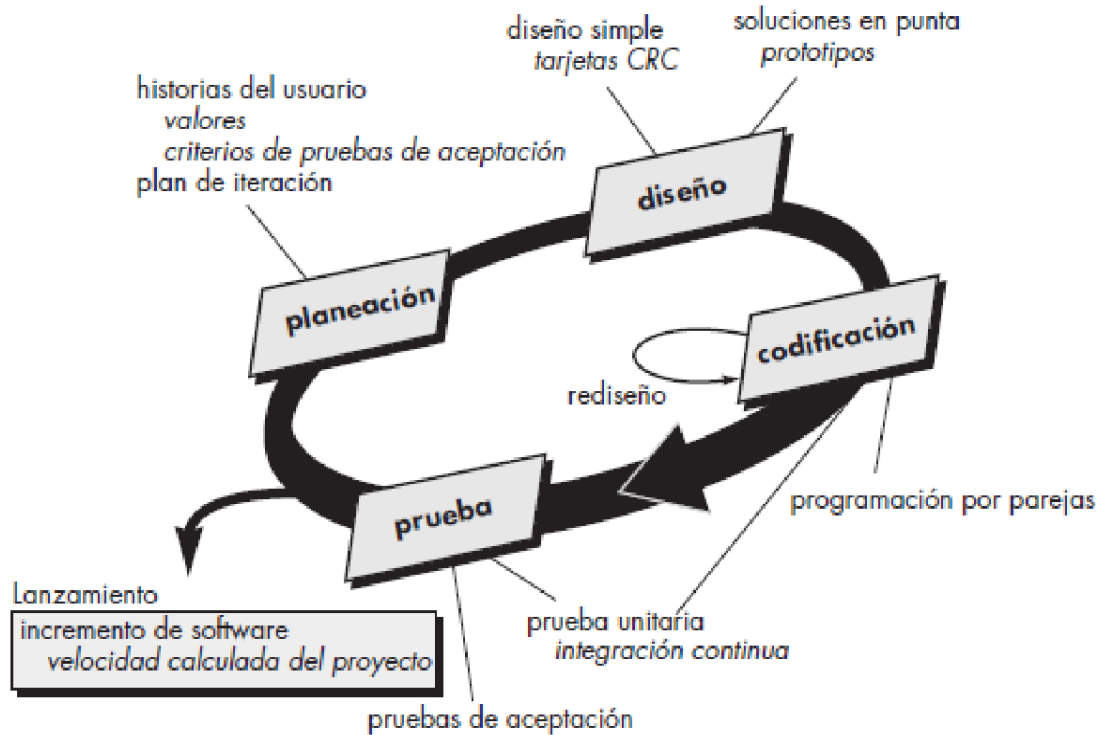 diseño simple
tarjetas CRC
soluciones en punta
prototipos
historias del usuario
valores
criterios de pruebas de aceptación
plan de iteración
diseño
planeación
codificación
rediseño
prueba
programación por parejas
Lanzamiento
incremento de software
velocidad calculada del proyecto
prueba unitaria
integración continua
pruebas de aceptación